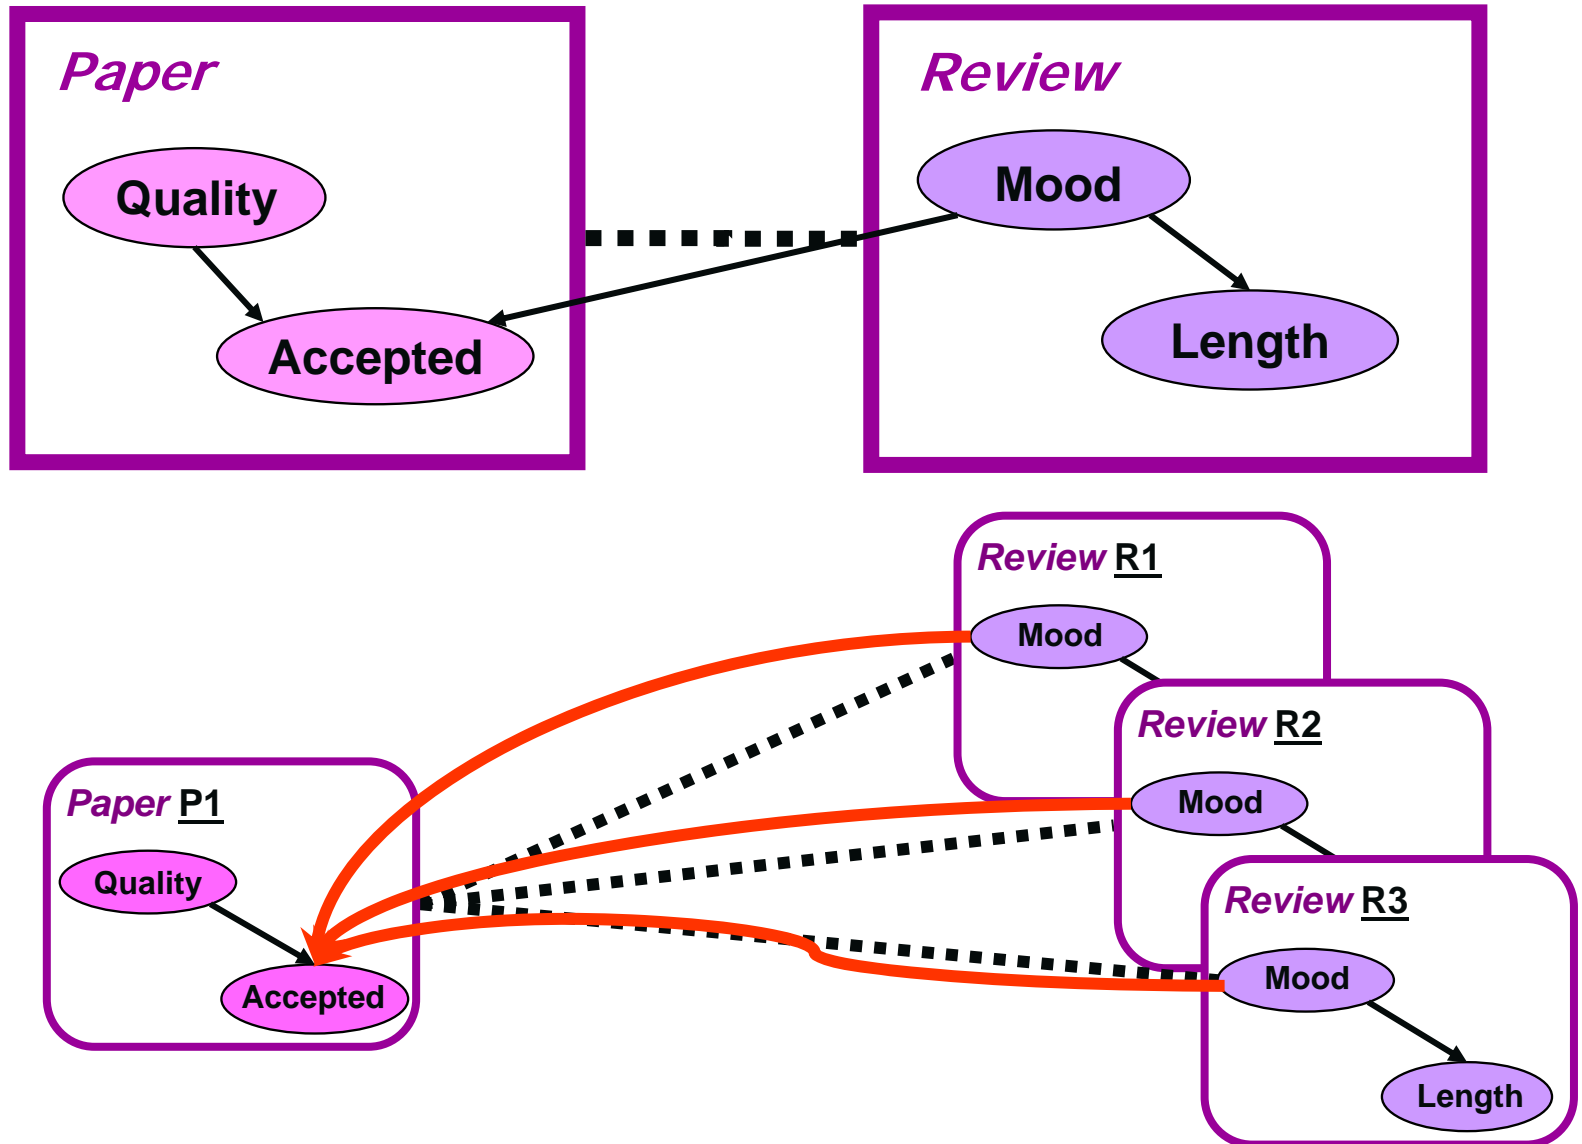 Paper
Review
Quality
Mood
Accepted
Length
Review R1
Mood
Review R2
Mood
Paper P1
Quality
Review R3
Accepted
Mood
Length